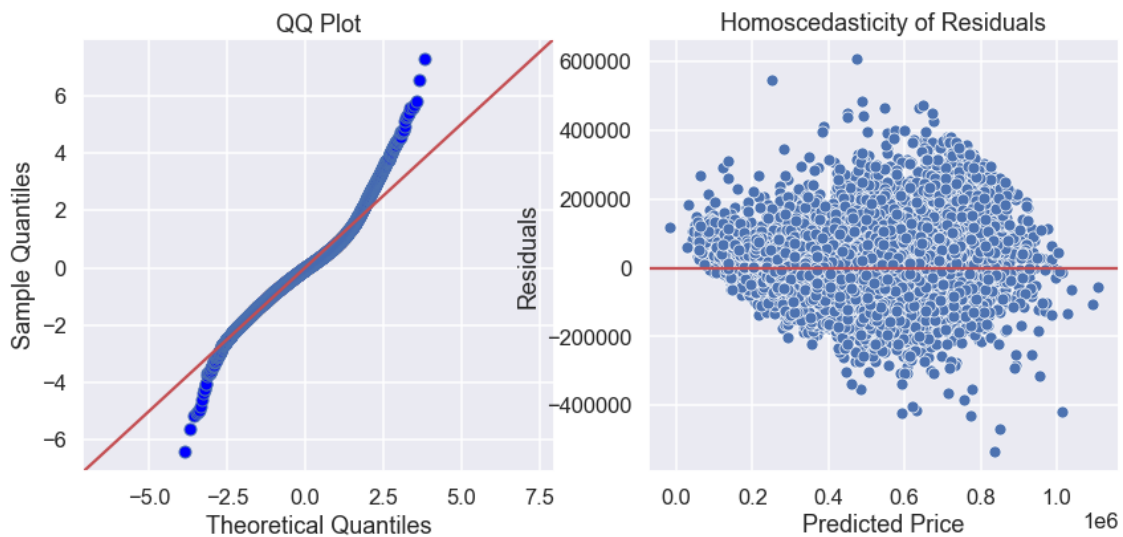 QQ Plot
6
4
2
0
−2
−4
−6
Sample Quantiles
−5.0 −2.5 0.0 2.5 5.0 7.5
Theoretical Quantiles
Homoscedasticity of Residuals
600000
400000
200000
0
−200000
−400000
Residuals
0.0 0.2 0.4 0.6 0.8 1.0
1e6
Predicted Price